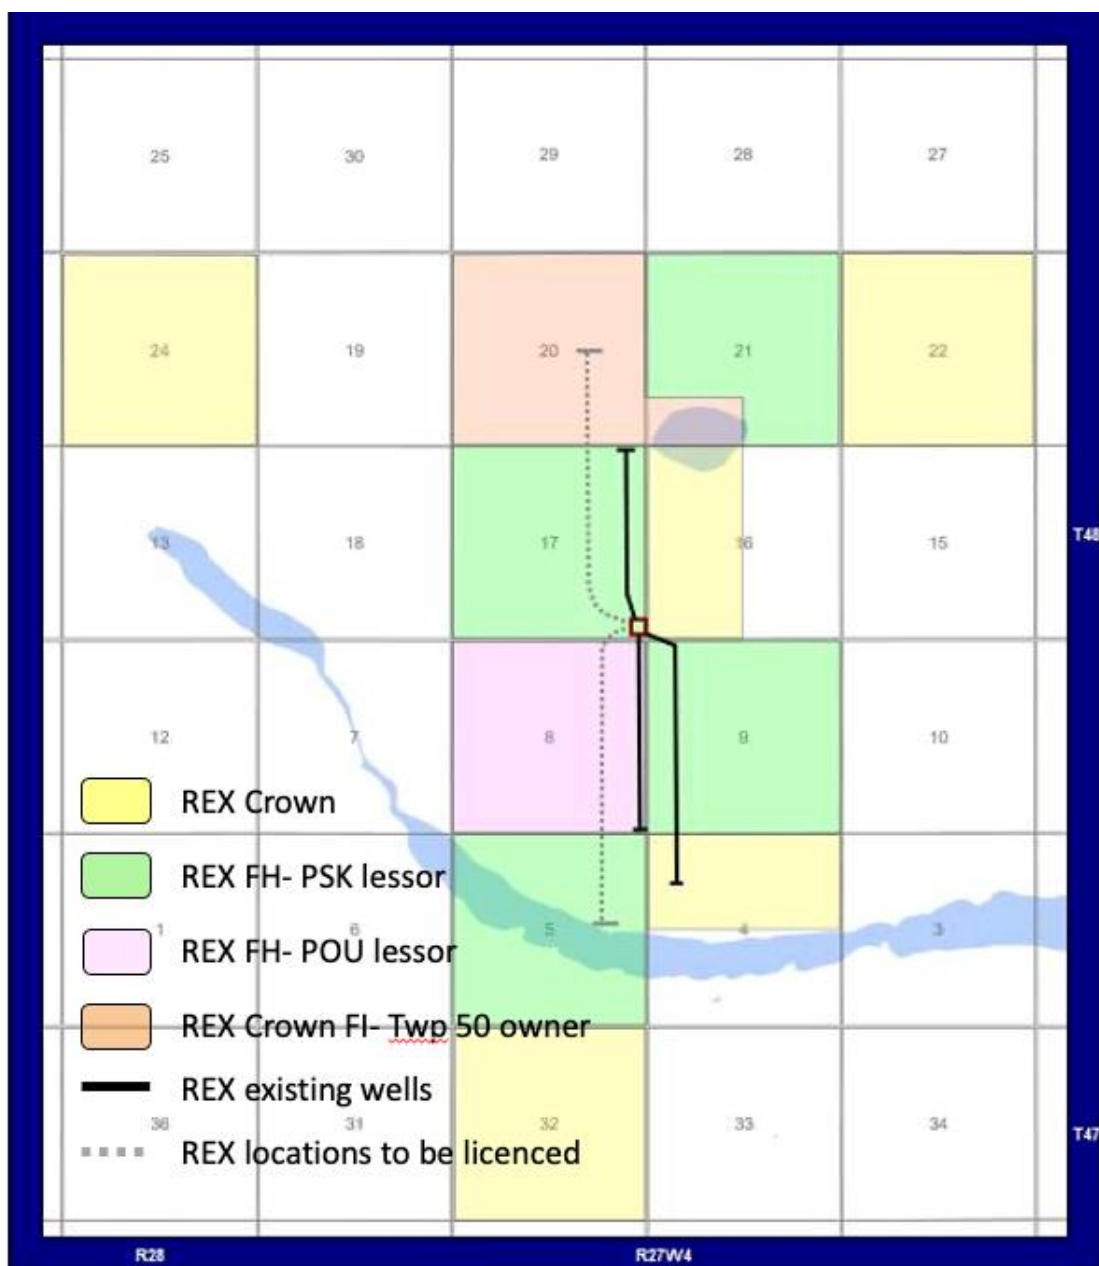 25 30 29 28 27
24 19 20 21 22
13 18 17 16 15
T48
12 7 8 9 10
REX Crown
REX FH- PSK lessor
1 6 5 4 3
REX FH- POU lessor
REX Crown FI- Twp 50 owner
REX existing wells
36 31 32 33 34
T47
REX locations to be licenced
R28 R27W4